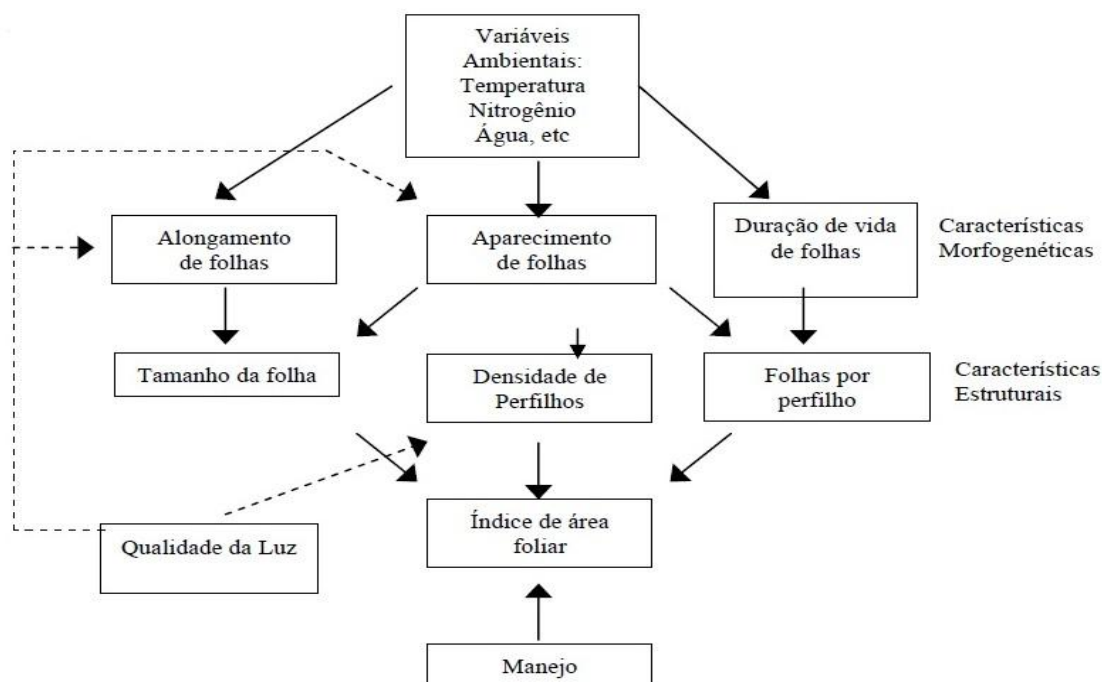 Variáveis
Ambientais:
Temperatura
Nitrogênio
Água, etc
Alongamento
de folhas
Aparecimento
de folhas
Duração de vida
de folhas
Características
Morfogenéticas
Tamanho da folha
Densidade de
Perfilhos
Folhas por
perfilho
Características
Estruturais
Qualidade da Luz
Índice de área
foliar
Manejo